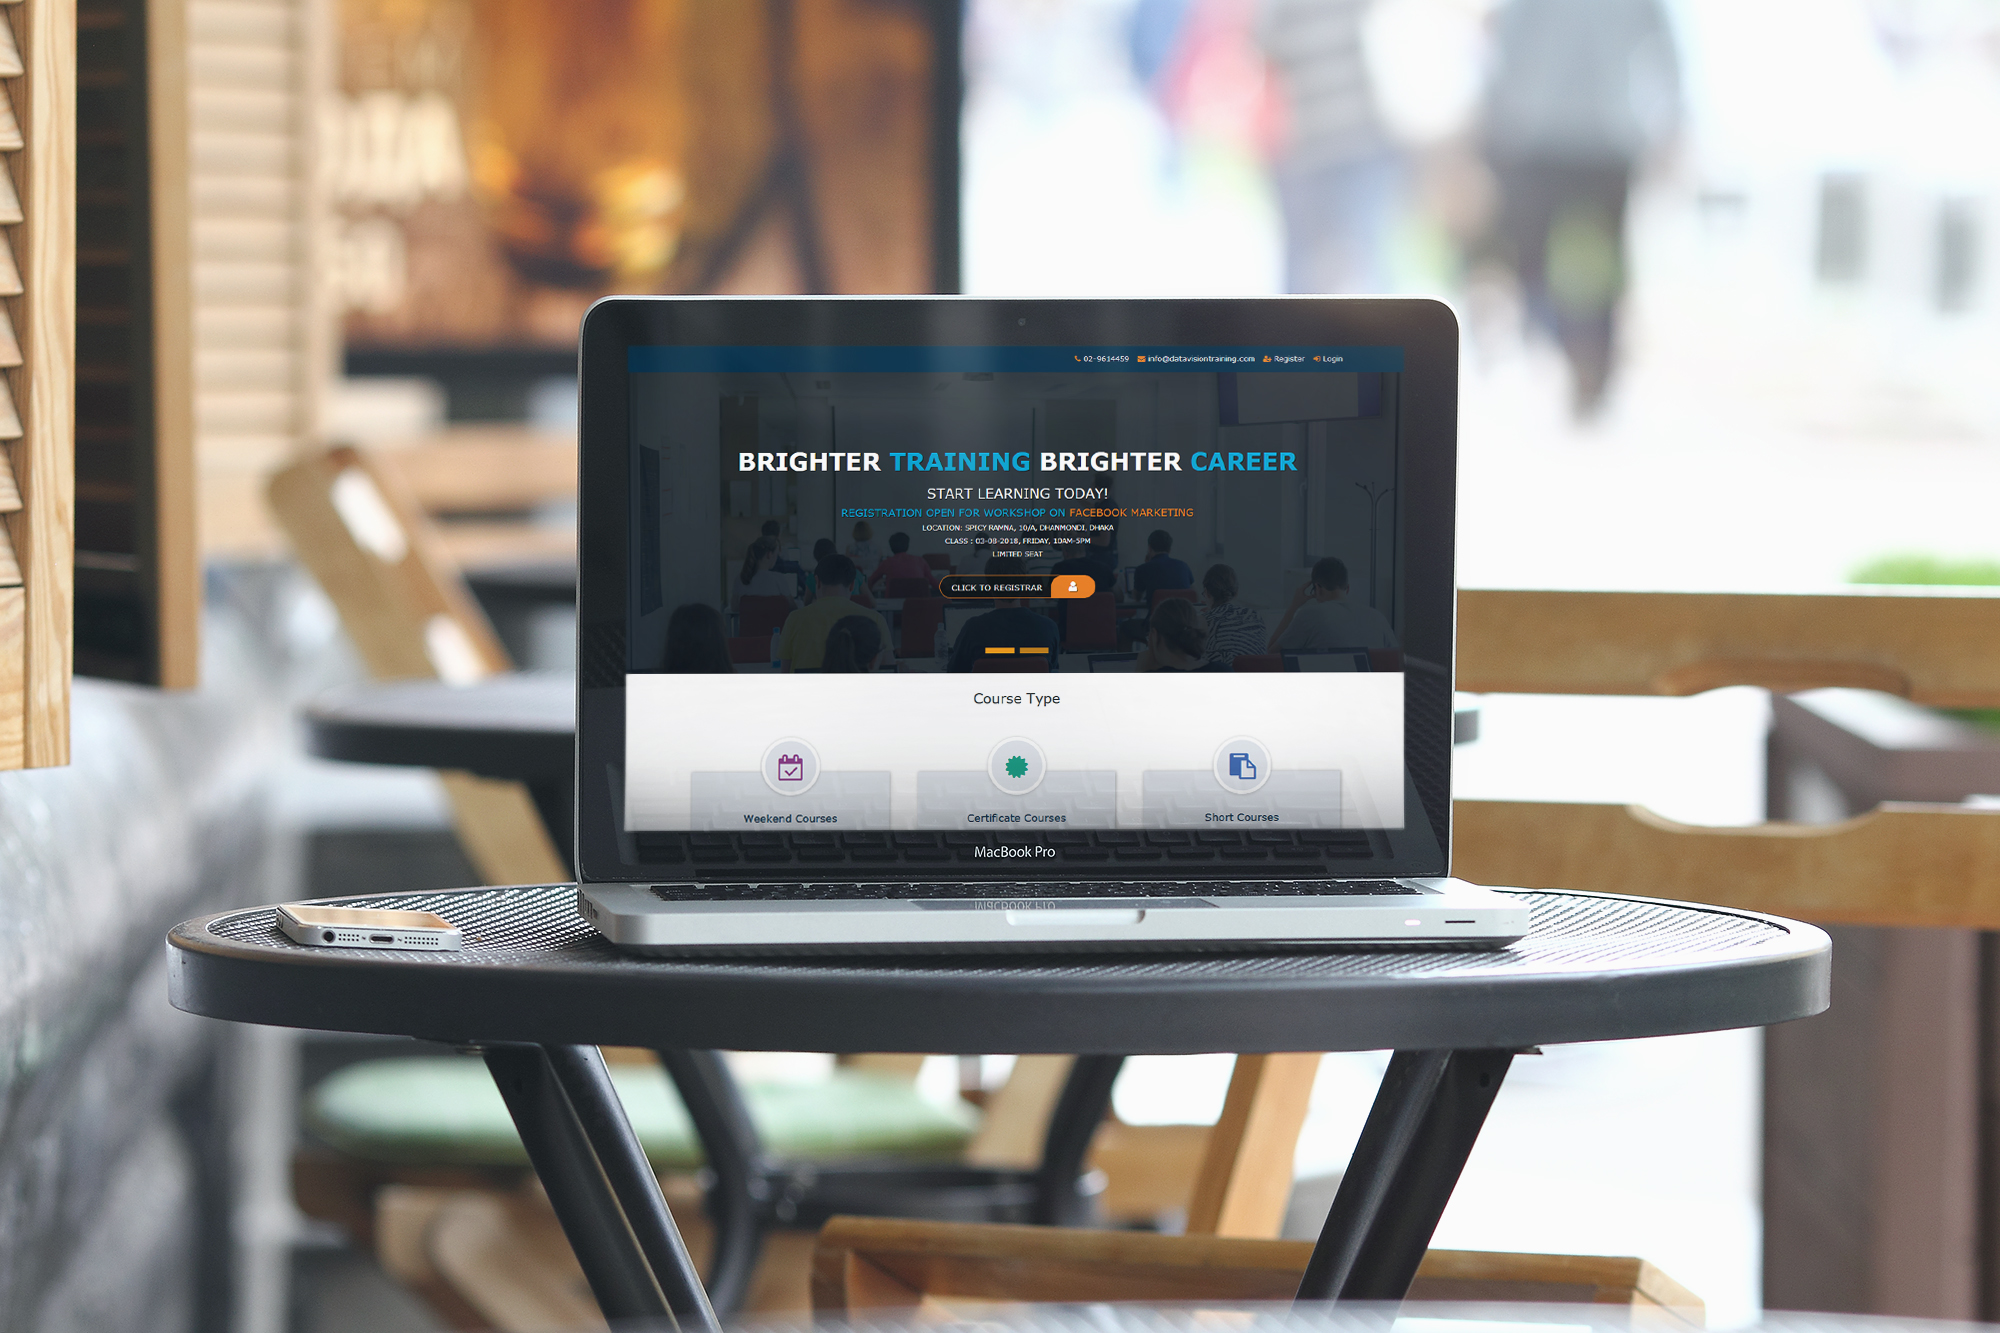 02-9614459 info@datavisiontraining.com Register Login
BRIGHTER TRAINING BRIGHTER CAREER
START LEARNING TODAY!
REGISTRATION OPEN FOR WORKSHOP ON FACEBOOK MARKETING
LOCATION: SPICY RAMNA, 10/A, DHANMONDI, DHAKA
CLASS : 03-08-2018, FRIDAY, 10AM-5PM
LIMITED SEAT
CLICK TO REGISTRAR
Course Type
Weekend Courses Certificate Courses Short Courses
MacBook Pro